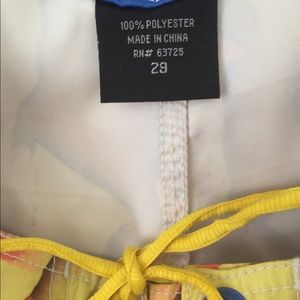 100% POLYESTER
MADE IN CHINA
RN# 63725
29